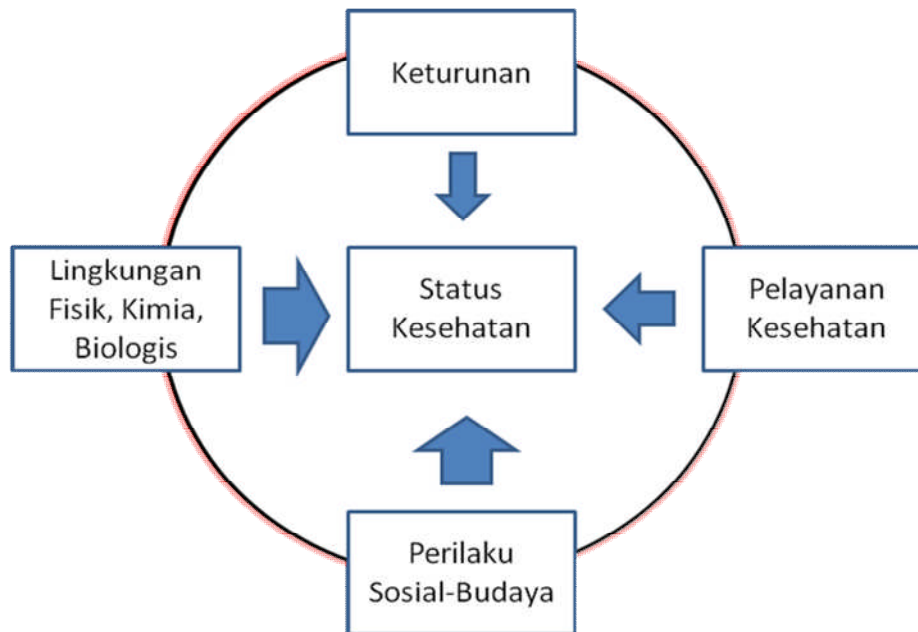 Keturunan
Lingkungan
Fisik, Kimia,
Biologis
Status
Kesehatan
Pelayanan
Kesehatan
Perilaku
Sosial-Budaya